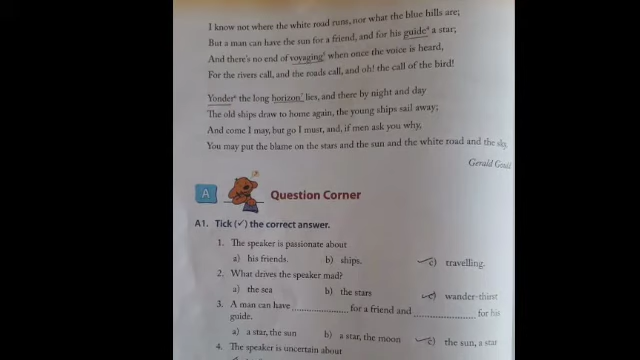 I know not where the white road runs, nor what the blue hills are;
But a man can have the sun for a friend, and for his guide⁴ a star;
And there's no end of voyaging⁵ when once the voice is heard,
For the rivers call, and the roads call, and oh! the call of the bird!
Yonder⁶ the long horizon⁷ lies, and there by night and day
The old ships draw to home again, the young ships sail away;
And come I may, but go I must, and, if men ask you why,
You may put the blame on the stars and the sun and the white road and the sky.
Gerald Gould
A Question Corner
A1. Tick (✓) the correct answer.
1. The speaker is passionate about
a) his friends. b) ships. c) travelling.
2. What drives the speaker mad?
a) the sea b) the stars c) wander-thirst
3. A man can have .................... for a friend and .................... for his
guide.
a) a star, the sun b) a star, the moon c) the sun, a star
4. The speaker is uncertain about